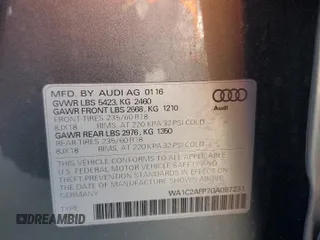 MFD. BY AUDI AG 01 16
GVWR LBS 5423, KG 2460
GAWR FRONT LBS 2668, KG 1210
FRONT-TIRES 235/60 R18
8JX18 RIMS, AT 220 KPA 32 PSI COLD
GAWR REAR LBS 2976, KG 1350
REAR-TIRES 235/60 R18
8JX18 RIMS, AT 220 KPA 32 PSI COLD
Audi
THIS VEHICLE CONFORMS TO ALL APPLICABLE
U.S. FEDERAL MOTOR VEHICLE SAFETY AND
THEFT PREVENTION STANDARDS IN EFFECT ON
DATE OF MANUFACTURE SHOWN ABOVE
GERMANY WA1C2AFP7GA087231
DREAMBID